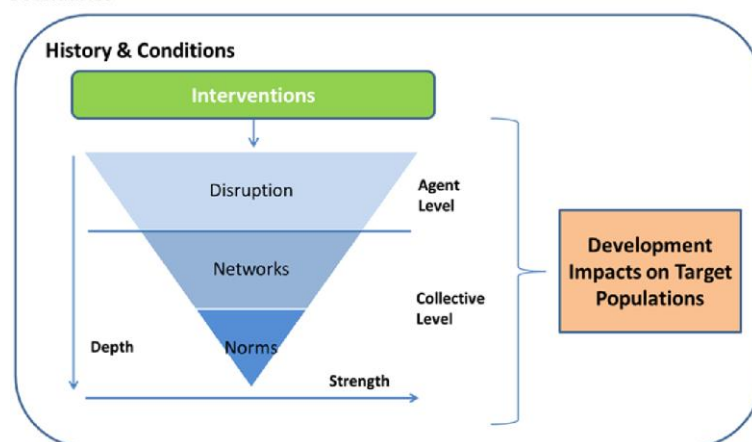 History & Conditions
Interventions
Disruption
Agent
Level
Networks
Collective
Level
Norms
Depth
Strength
Development
Impacts on Target
Populations